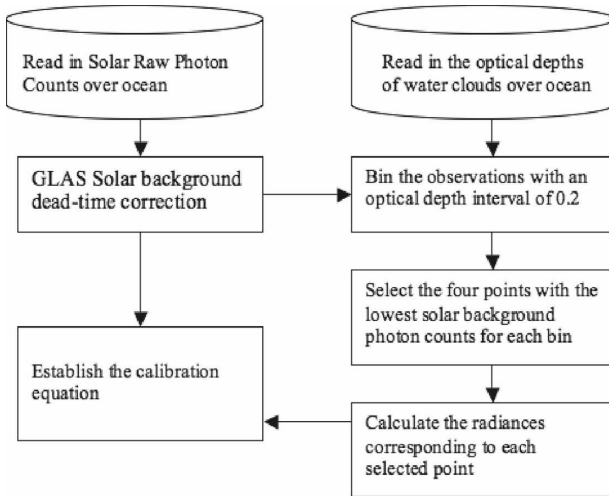 Read in Solar Raw Photon
Counts over ocean
Read in the optical depths
of water clouds over ocean
GLAS Solar background
dead-time correction
Bin the observations with an
optical depth interval of 0.2
Select the four points with the
lowest solar background
photon counts for each bin
Establish the calibration
equation
Calculate the radiances
corresponding to each
selected point